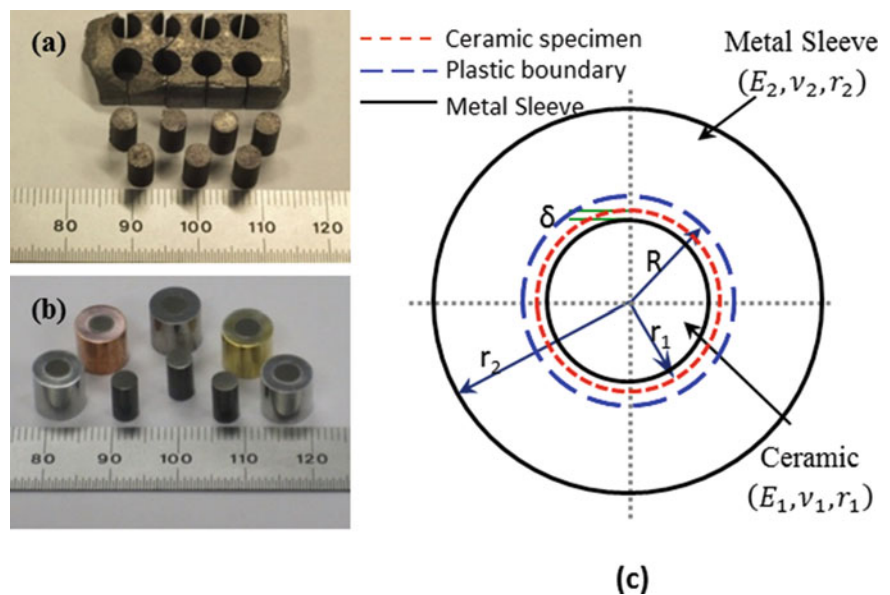 (a)
80 90 100 110 120
(b)
80 90 100 110 120
Ceramic specimen
Plastic boundary
Metal Sleeve
Metal Sleeve
(E₂,ν₂,r₂)
δ
R
r₁
r₂
Ceramic
(E₁,ν₁,r₁)
(c)